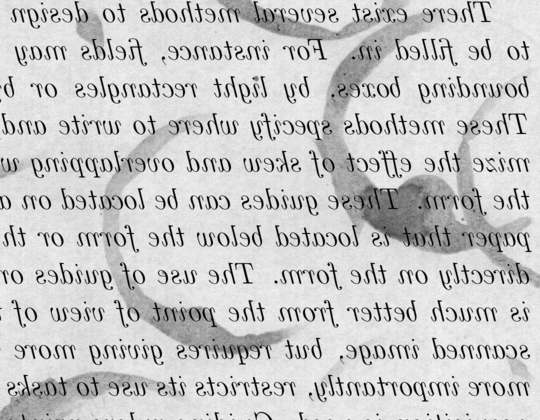 There exist several methods to design
to be filled in. For instance, fields may
bounding boxes, by light rectangles or
These methods specify where to write and
mize the effect of skew and overlapping
the form. These guides can be located on a
paper that is located below the form or
directly on the form. The use of guides or
is much better from the point of view of
scanned image, but requires giving more
more importantly, restricts its use to tasks